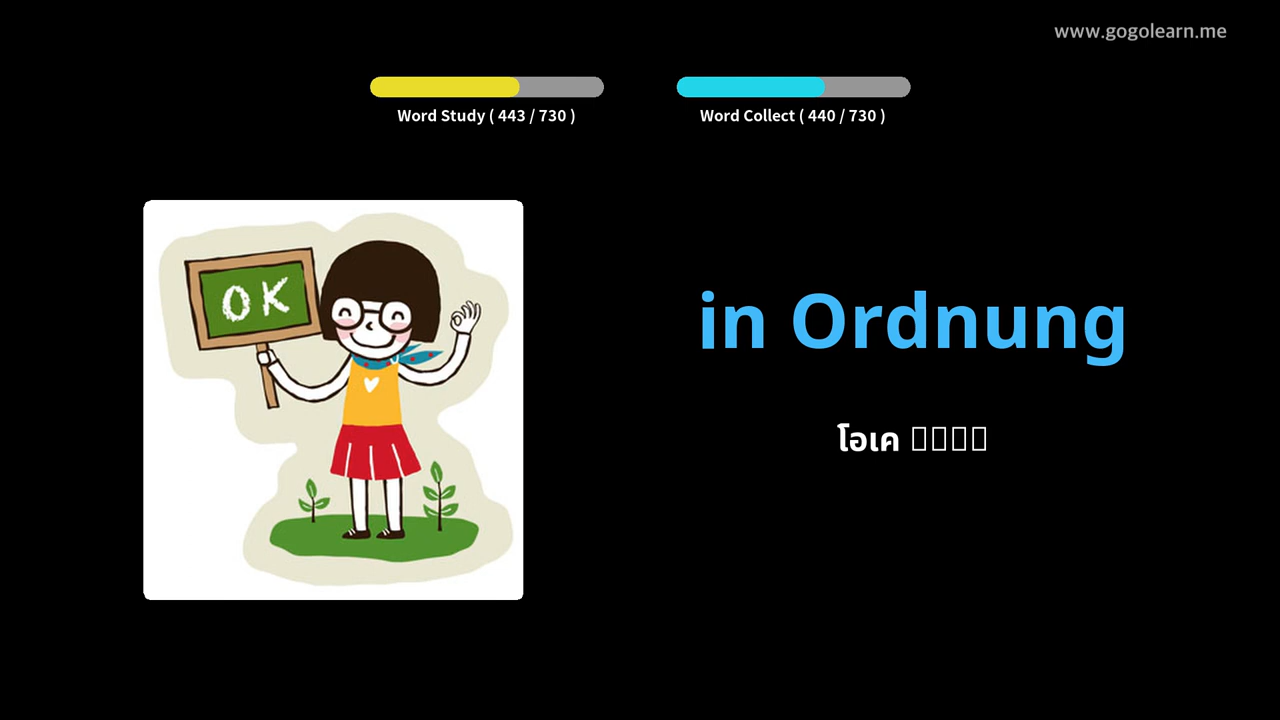 www.gogolearn.me
Word Study ( 443 / 730 )
Word Collect ( 440 / 730 )
OK
in Ordnung
โอเค